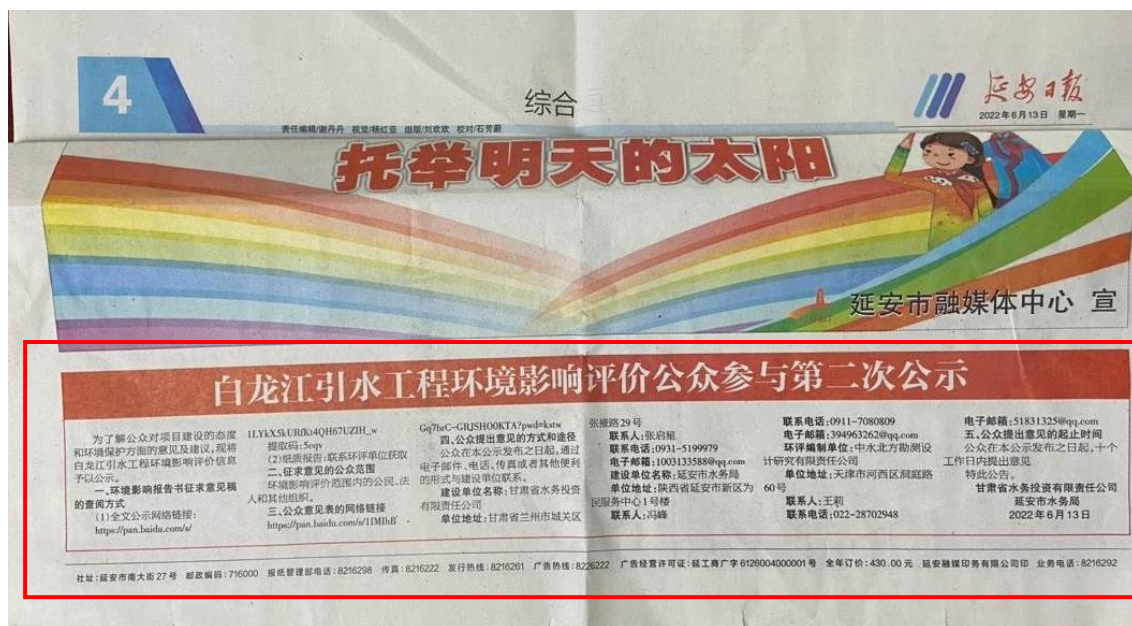 4
综合
延安日报
2022年6月13日 星期一
责任编辑/谢丹丹 视觉/杨红亚 组版/刘欢欢 校对/石芳蔚
托举明天的太阳
延安市融媒体中心 宣
白龙江引水工程环境影响评价公众参与第二次公示
为了解公众对项目建设的态度
和环境保护方面的意见及建议,现将
白龙江引水工程环境影响评价信息
予以公示。
一、环境影响报告书征求意见稿
的查阅方式
(1)全文公示网络链接:
https://pan.baidu.com/s/
提取码:5cqv
(2)纸质报告:联系环评单位获取
二、征求意见的公众范围
环境影响评价范围内的公民、法
人和其他组织。
三、公众意见表的网络链接
四、公众提出意见的方式和途径
公众在本公示发布之日起,通过
电子邮件、电话、传真或者其他便利
的形式与建设单位联系。
建设单位名称:甘肃省水务投资
有限责任公司
单位地址:甘肃省兰州市城关区
张掖路29号
联系人:张启星
联系电话:0931-5199979
电子邮箱:1003133588@qq.com
建设单位名称:延安市水务局
单位地址:陕西省延安市新区为
民服务中心1号楼
联系人:冯峰
联系电话:0911-7080809
电子邮箱:394963262@qq.com
环评编制单位:中水北方勘测设
计研究有限责任公司
单位地址:天津市河西区洞庭路
60号
联系人:王莉
联系电话:022-28702948
电子邮箱:51831325@qq.com
五、公众提出意见的起止时间
公众在本公示发布之日起,十个
工作日内提出意见
特此公告。
甘肃省水务投资有限责任公司
延安市水务局
2022年6月13日
社址:延安市南大街27号 邮政编码:716000 报纸管理部电话:8216298 传真:8216222 发行热线:8216261 广告热线:8226222 广告经营许可证:延工商广字6126004000001号 全年订价:430.00元 延安融媒印务有限公司印 业务电话:8216292